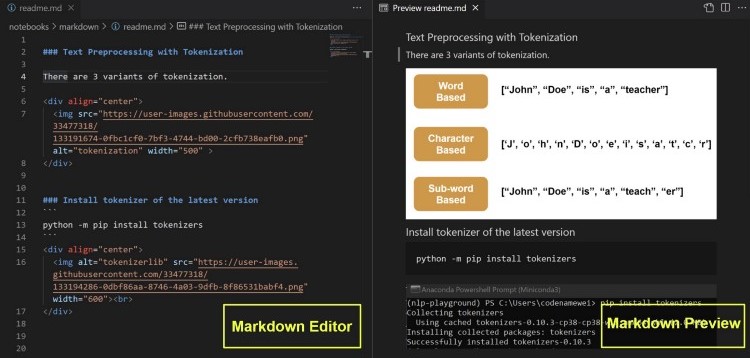 readme.md
notebooks > markdown > readme.md > ### Text Preprocessing with Tokenization
1
2 ### Text Preprocessing with Tokenization
3
4 There are 3 variants of tokenization.
5
6 <div align="center">
7 <img src="https://user-images.githubusercontent.com/
33477318/
133191674-0fbc1cf0-7bf3-4744-bd00-2cfb738eafb0.png"
alt="tokenization" width="500" >
8 </div>
9
10
11 ### Install tokenizer of the latest version
12 ```
13 python -m pip install tokenizers
14 ```
15 <div align="center">
16 <img alt="tokenizerlib" src="https://user-images.
githubusercontent.com/33477318/
133194286-0dbf86aa-8746-4a03-9dfb-8f86531babf4.png"
width="600"><br>
17 </div>
18
19
20
Markdown Editor
Preview readme.md
Text Preprocessing with Tokenization
There are 3 variants of tokenization.
Word
Based
[“John”, “Doe”, “is”, “a”, “teacher”]
Character
Based
[‘J’, ‘o’, ‘h’, ‘n’, ‘D’, ‘o’, ‘e’, ‘i’, ‘s’, ‘a’, ‘t’, ‘c’, ‘r’]
Sub-word
Based
[“John”, “Doe”, “is”, “a”, “teach”, “er”]
Install tokenizer of the latest version
python -m pip install tokenizers
Anaconda Powershell Prompt (Miniconda3)
(nlp-playground) PS C:\Users\codenamewei> pip install tokenizers
Collecting tokenizers
Using cached tokenizers-0.10.3-cp38-cp38
Installing collected packages: tokenizers
Successfully installed tokenizers-0.10.3
Markdown Preview